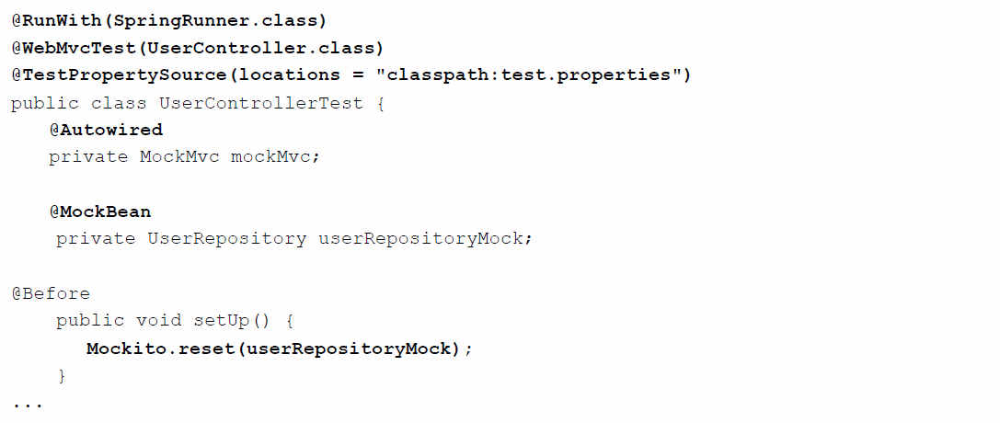 @RunWith(SpringRunner.class)
@WebMvcTest(UserController.class)
@TestPropertySource(locations = "classpath:test.properties")
public class UserControllerTest {
@Autowired
private MockMvc mockMvc;
@MockBean
private UserRepository userRepositoryMock;
@Before
public void setUp() {
Mockito.reset(userRepositoryMock);
}
...